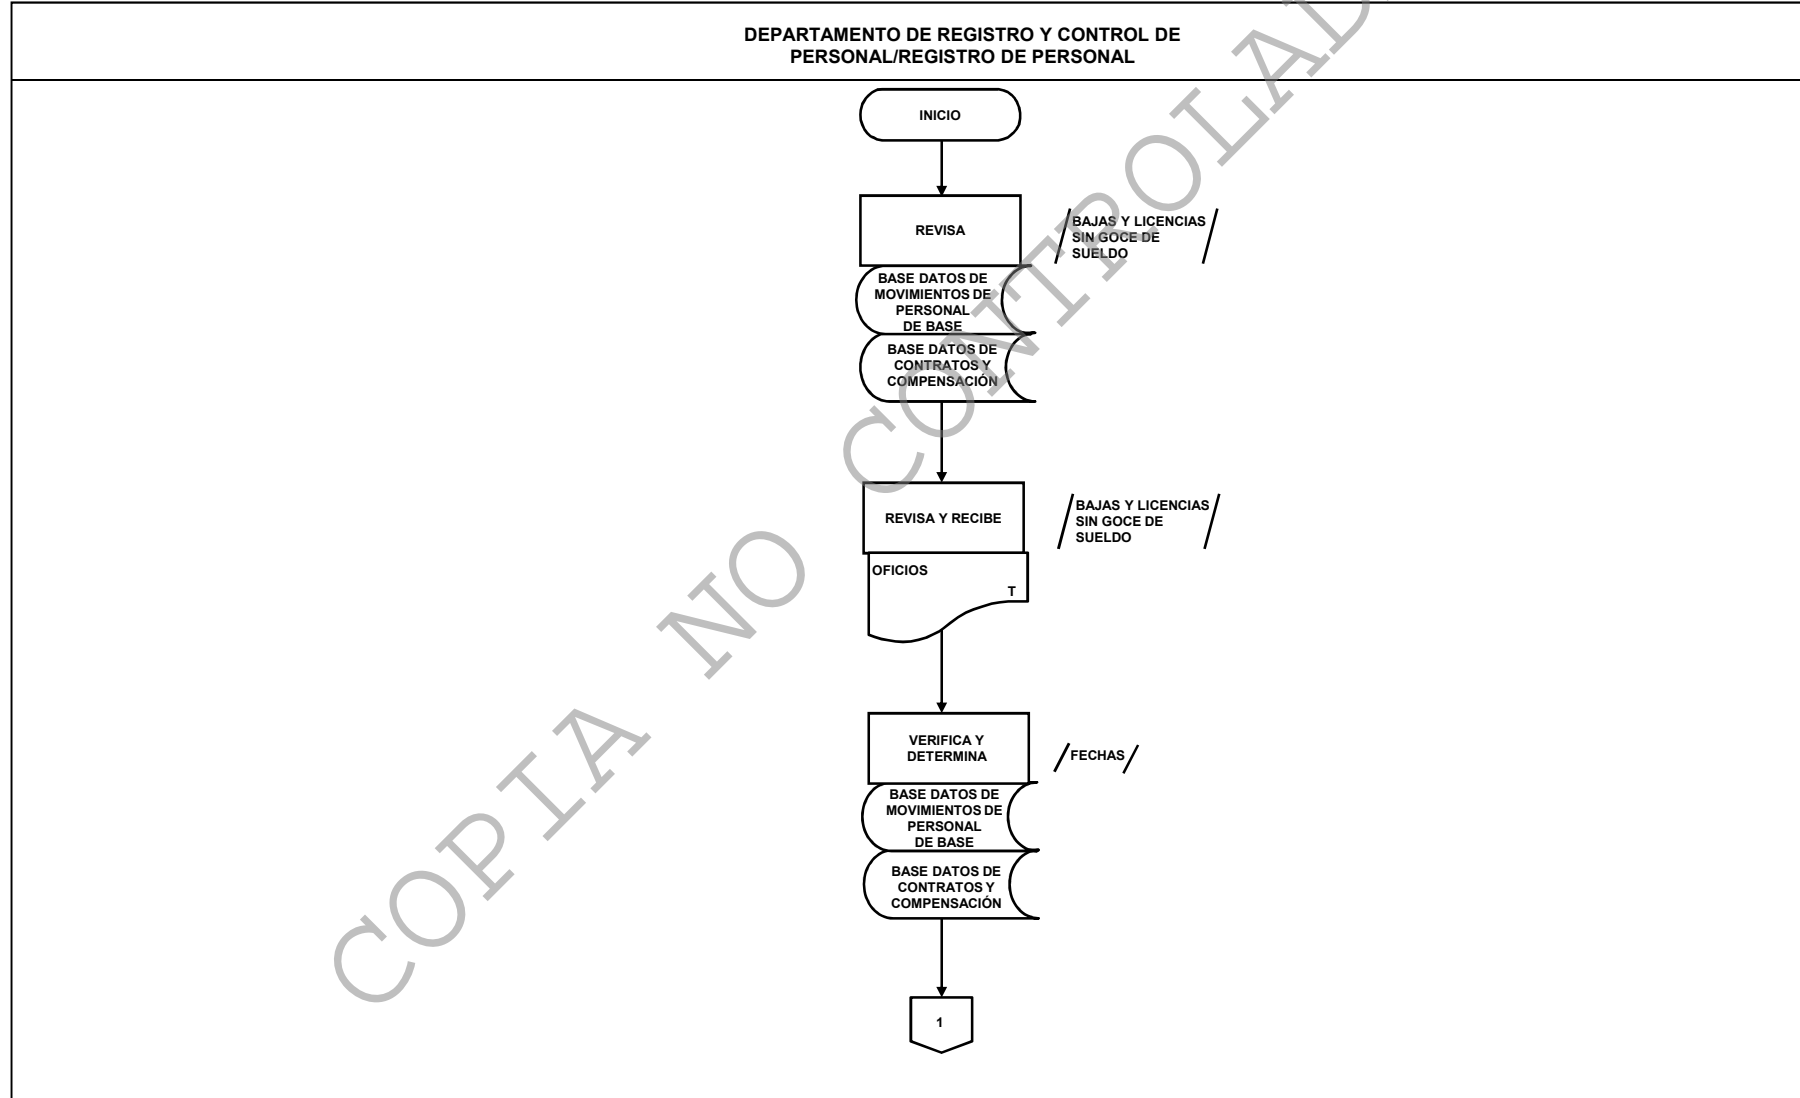 DEPARTAMENTO DE REGISTRO Y CONTROL DE
PERSONAL/REGISTRO DE PERSONAL
INICIO
REVISA
BAJAS Y LICENCIAS
SIN GOCE DE
SUELDO
BASE DATOS DE
MOVIMIENTOS DE
PERSONAL
DE BASE
BASE DATOS DE
CONTRATOS Y
COMPENSACIÓN
REVISA Y RECIBE
BAJAS Y LICENCIAS
SIN GOCE DE
SUELDO
OFICIOS
T
VERIFICA Y
DETERMINA
FECHAS
BASE DATOS DE
MOVIMIENTOS DE
PERSONAL
DE BASE
BASE DATOS DE
CONTRATOS Y
COMPENSACIÓN
1
COPIA NO CONTROLAD